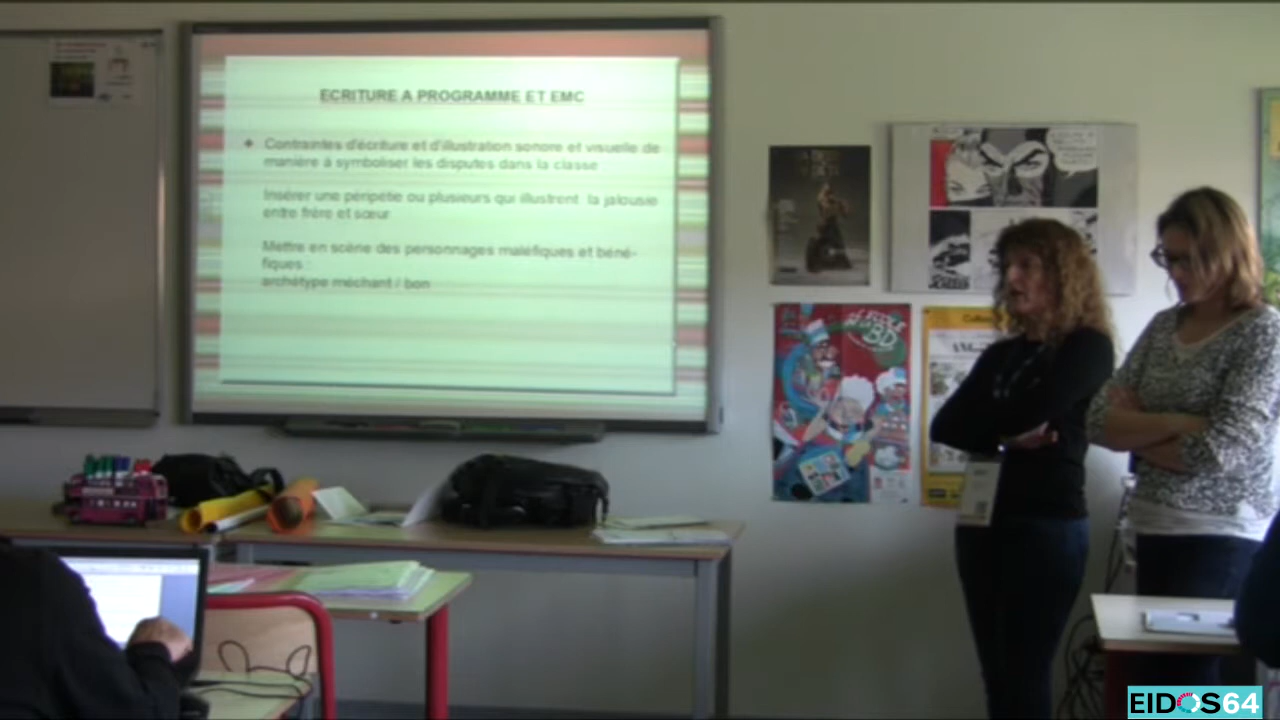 ECRITURE A PROGRAMME ET EMC
Contraintes d'écriture et d'illustration sonore et visuelle de
manière à symboliser les disputes dans la classe
Insérer une péripétie ou plusieurs qui illustrent la jalousie
entre frère et sœur
Mettre en scène des personnages maléfiques et béné-
fiques :
archétype méchant / bon
3D
EIDOS64